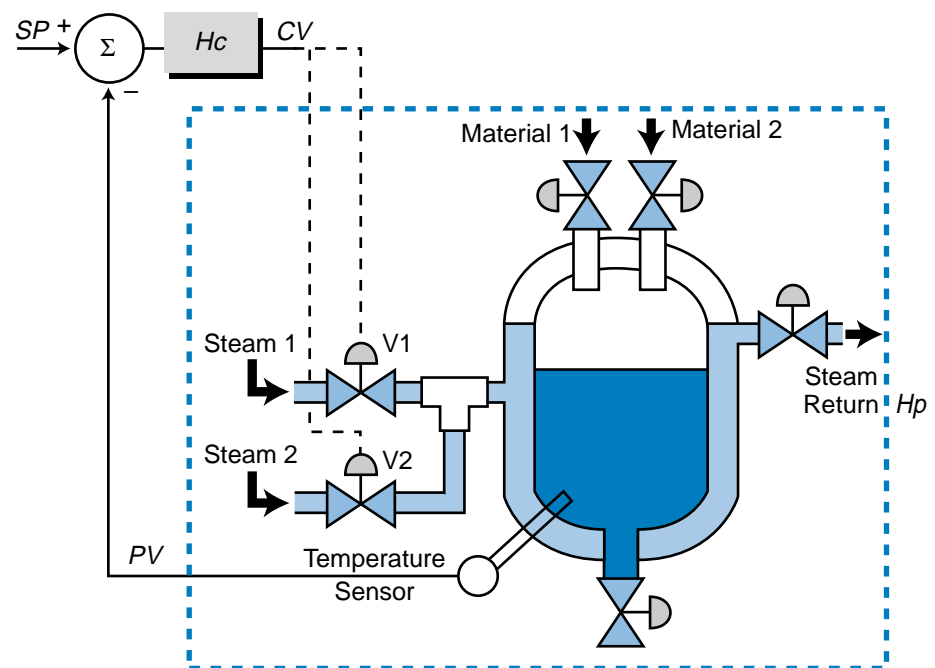 SP +
Σ
Hc
CV
−
Material 1
Material 2
Steam 1
V1
Steam
Return
Hp
Steam 2
V2
PV
Temperature
Sensor